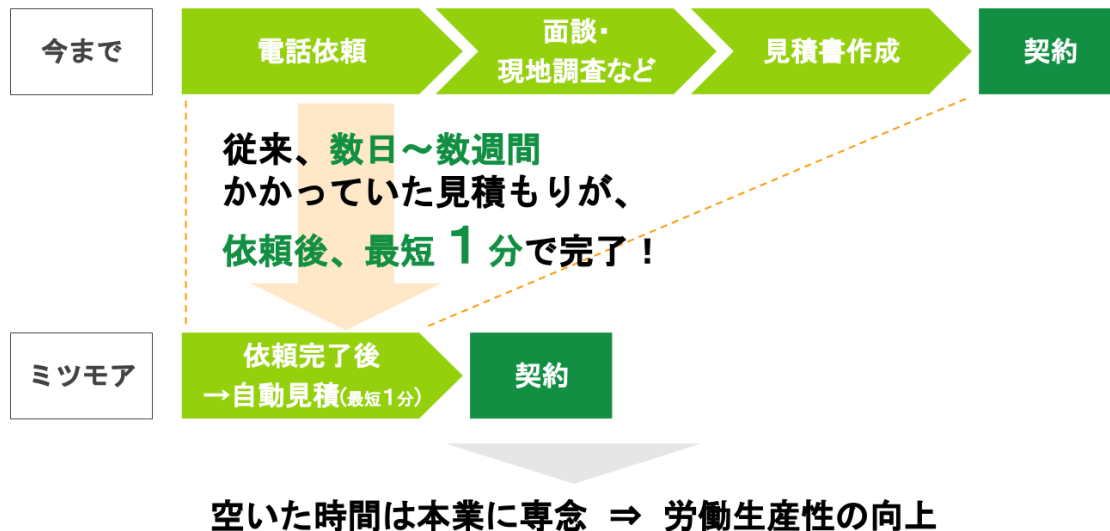 今まで
電話依頼
面談・
現地調査など
見積書作成
契約
従来、数日～数週間
かかっていた見積もりが、
依頼後、最短１分で完了！
ミツモア
依頼完了後
→自動見積(最短1分)
契約
空いた時間は本業に専念 ⇒ 労働生産性の向上